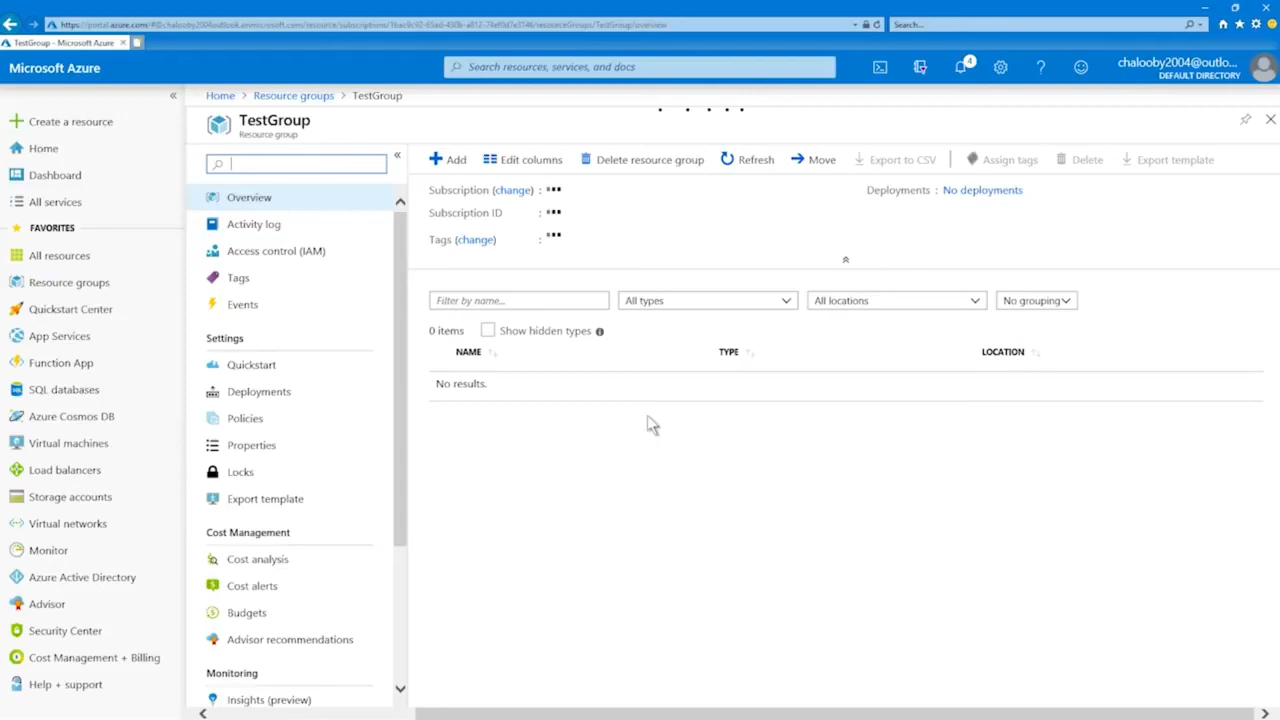 TestGroup - Microsoft Azure
Search...
Microsoft Azure
Search resources, services, and docs
4
chalooby2004@outlo...
DEFAULT DIRECTORY
Create a resource
Home
Dashboard
All services
FAVORITES
All resources
Resource groups
Quickstart Center
App Services
Function App
SQL databases
Azure Cosmos DB
Virtual machines
Load balancers
Storage accounts
Virtual networks
Monitor
Azure Active Directory
Advisor
Security Center
Cost Management + Billing
Help + support
Home > Resource groups > TestGroup
TestGroup
Resource group
Overview
Activity log
Access control (IAM)
Tags
Events
Settings
Quickstart
Deployments
Policies
Properties
Locks
Export template
Cost Management
Cost analysis
Cost alerts
Budgets
Advisor recommendations
Monitoring
Insights (preview)
Add Edit columns Delete resource group Refresh Move Export to CSV Assign tags Delete Export template
Subscription (change) :
Deployments : No deployments
Subscription ID :
Tags (change) :
Filter by name... All types All locations No grouping
0 items Show hidden types
NAME TYPE LOCATION
No results.